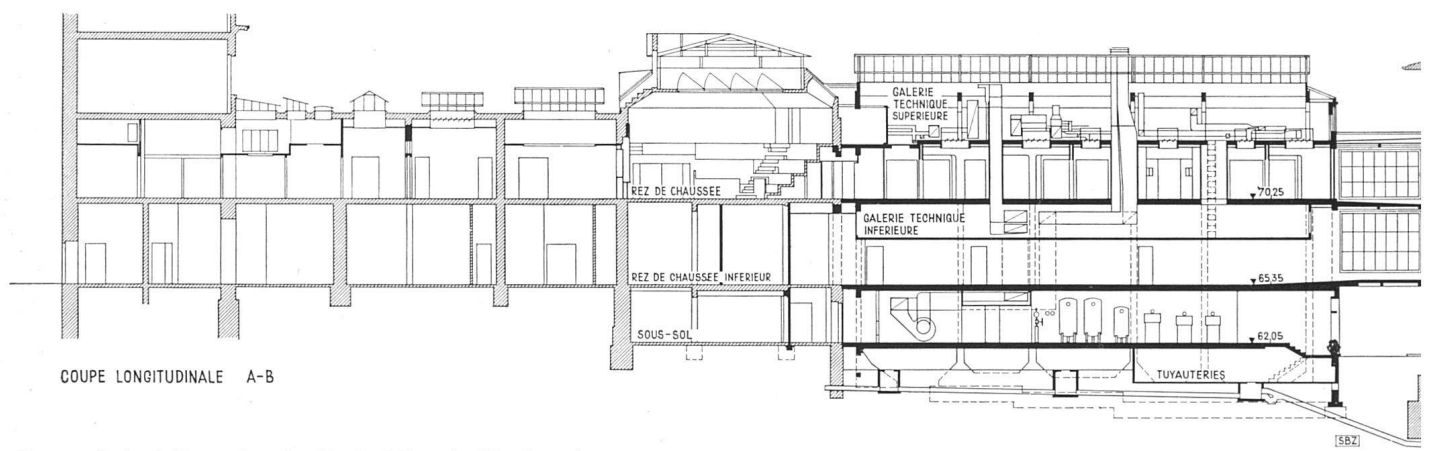 GALERIE
TECHNIQUE
SUPERIEURE
REZ DE CHAUSSEE
70,25
GALERIE TECHNIQUE
INFERIEURE
REZ DE CHAUSSEE INFERIEUR
65,35
SOUS-SOL
62,05
TUYAUTERIES
COUPE LONGITUDINALE A-B
SBZ